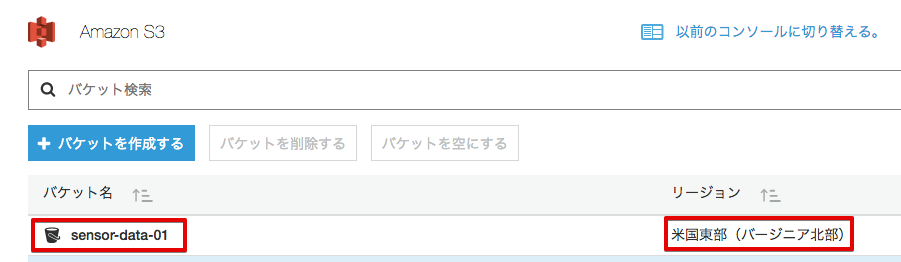 Amazon S3
以前のコンソールに切り替える。
バケット検索
バケットを作成する バケットを削除する バケットを空にする
バケット名 リージョン
sensor-data-01 米国東部（バージニア北部）